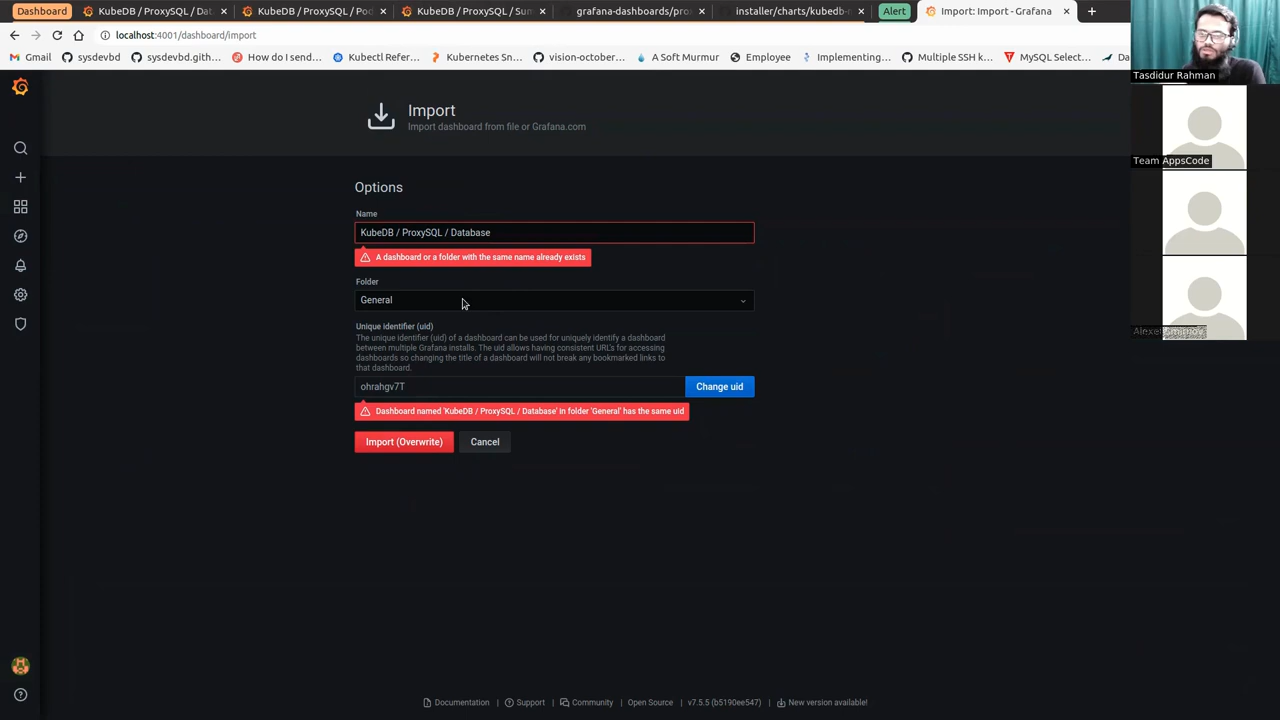 Dashboard
KubeDB / ProxySQL / Dat
KubeDB / ProxySQL / Pod
KubeDB / ProxySQL / Sum
grafana-dashboards/prox
installer/charts/kubedb-m
Alert
Import: Import - Grafana
localhost:4001/dashboard/import
Gmail
sysdevbd
sysdevbd.gith...
How do I send...
Kubectl Refer...
Kubernetes Sn...
vision-october...
A Soft Murmur
Employee
Implementing...
Multiple SSH k...
MySQL Select...
Da
Tasdidur Rahman
Team AppsCode
Import
Import dashboard from file or Grafana.com
Options
Name
KubeDB / ProxySQL / Database
A dashboard or a folder with the same name already exists
Folder
General
Unique identifier (uid)
The unique identifier (uid) of a dashboard can be used for uniquely identify a dashboard
between multiple Grafana installs. The uid allows having consistent URL's for accessing
dashboards so changing the title of a dashboard will not break any bookmarked links to
that dashboard.
ohrahgv7T
Change uid
Dashboard named 'KubeDB / ProxySQL / Database' in folder 'General' has the same uid
Import (Overwrite)
Cancel
Documentation
Support
Community
Open Source
v7.5.5 (b5190ee547)
New version available!